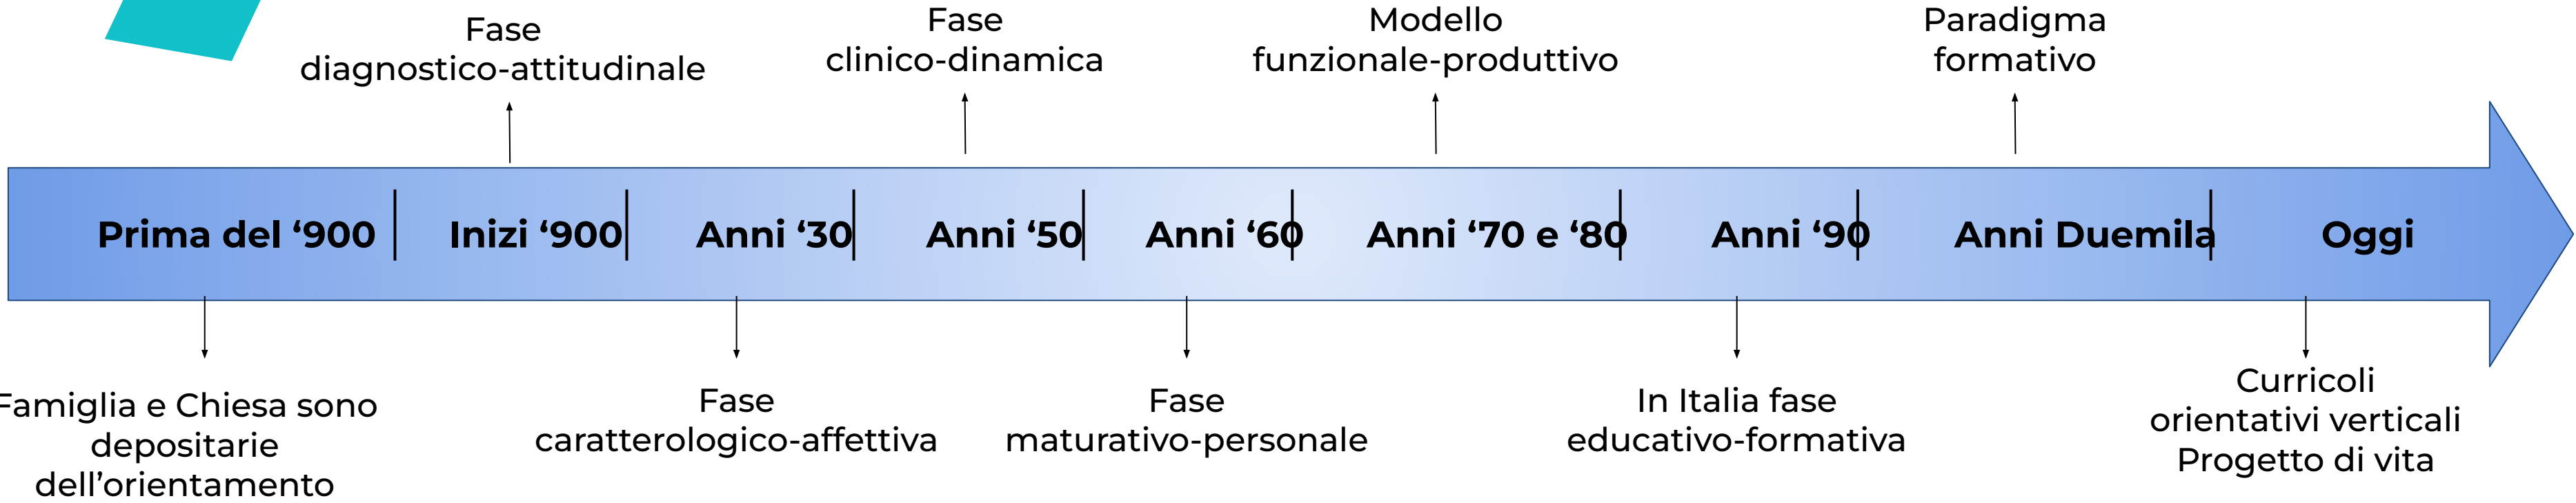 Fase
diagnostico-attitudinale
Fase
clinico-dinamica
Modello
funzionale-produttivo
Paradigma
formativo
Prima del ‘900
Inizi ‘900
Anni ‘30
Anni ‘50
Anni ‘60
Anni ‘70 e ‘80
Anni ‘90
Anni Duemila
Oggi
Famiglia e Chiesa sono
depositarie
dell’orientamento
Fase
caratterologico-affettiva
Fase
maturativo-personale
In Italia fase
educativo-formativa
Curricoli
orientativi verticali
Progetto di vita